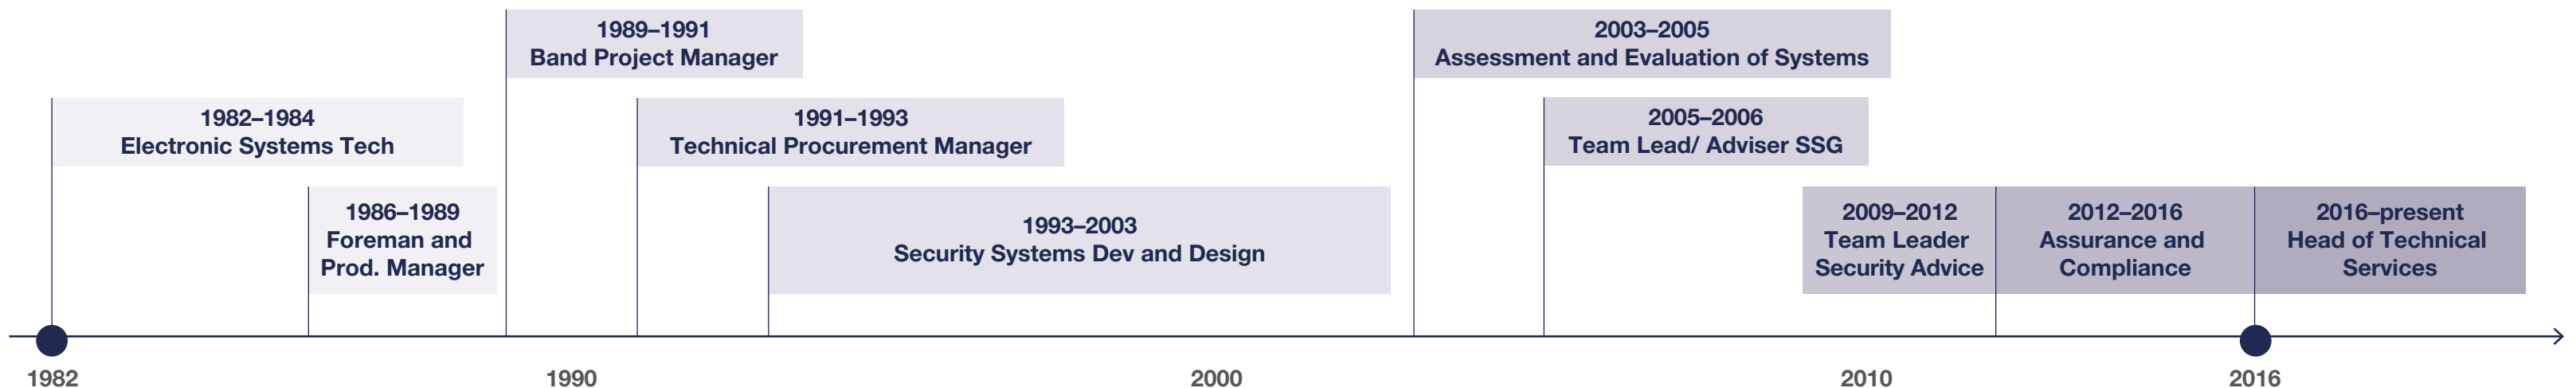 1989–1991
Band Project Manager
2003–2005
Assessment and Evaluation of Systems
1982–1984
Electronic Systems Tech
1991–1993
Technical Procurement Manager
2005–2006
Team Lead/ Adviser SSG
1986–1989
Foreman and
Prod. Manager
1993–2003
Security Systems Dev and Design
2009–2012
Team Leader
Security Advice
2012–2016
Assurance and
Compliance
2016–present
Head of Technical
Services
1982
1990
2000
2010
2016